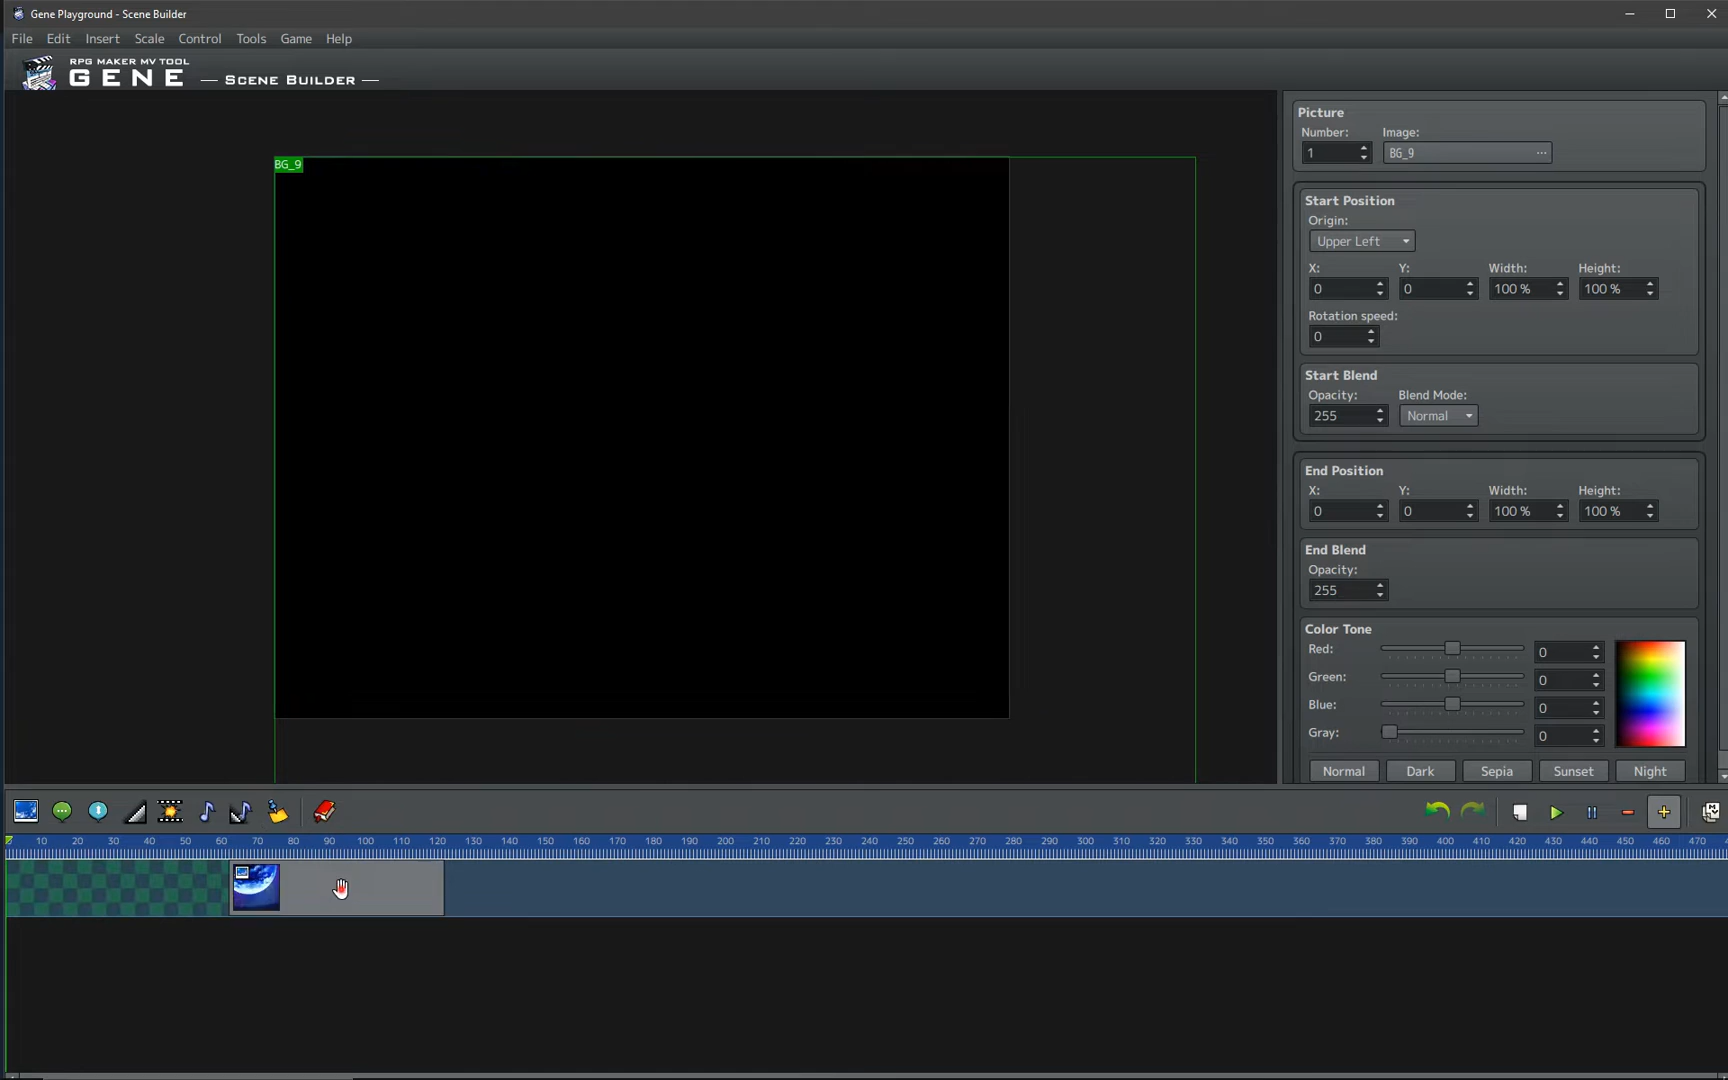 Gene Playground - Scene Builder
File Edit Insert Scale Control Tools Game Help
RPG MAKER MV TOOL
GENE — SCENE BUILDER —
BG_9
Picture
Number: Image:
1 BG_9 ...
Start Position
Origin:
Upper Left
X: Y: Width: Height:
0 0 100 % 100 %
Rotation speed:
0
Start Blend
Opacity: Blend Mode:
255 Normal
End Position
X: Y: Width: Height:
0 0 100 % 100 %
End Blend
Opacity:
255
Color Tone
Red: 0
Green: 0
Blue: 0
Gray: 0
Normal Dark Sepia Sunset Night
10 20 30 40 50 60 70 80 90 100 110 120 130 140 150 160 170 180 190 200 210 220 230 240 250 260 270 280 290 300 310 320 330 340 350 360 370 380 390 400 410 420 430 440 450 460 470